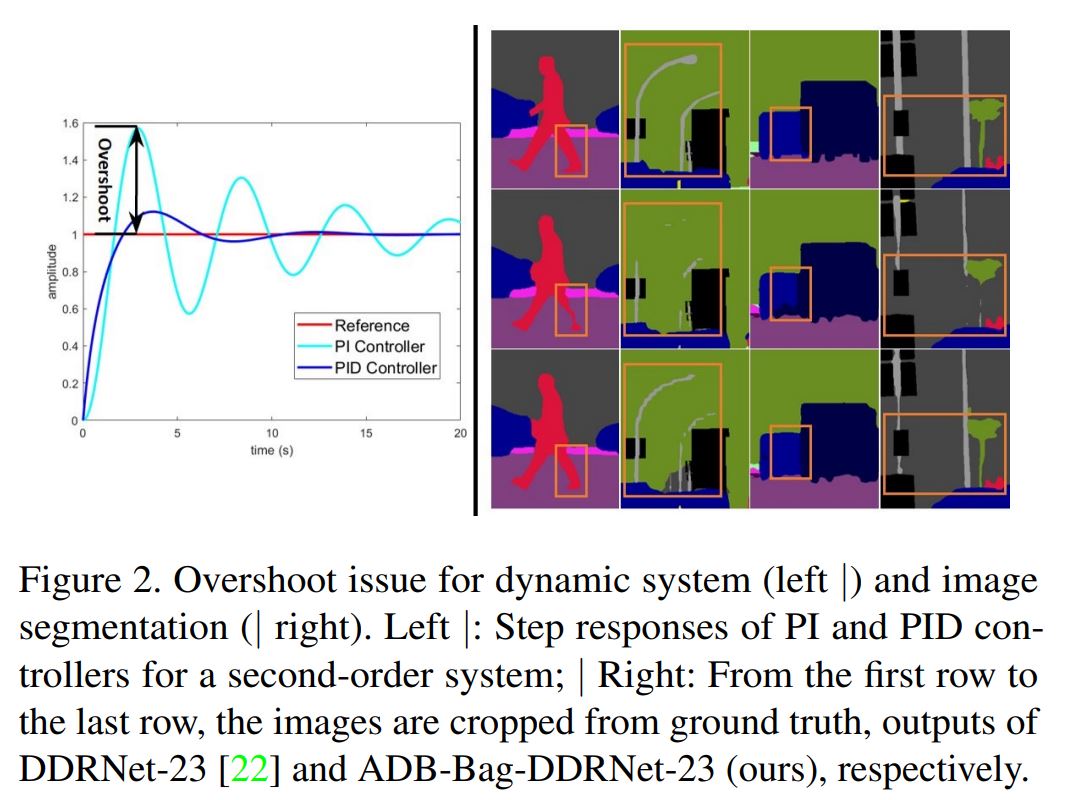 1.6
1.4
1.2
1
0.8
0.6
0.4
0.2
0
amplitude
Overshoot
Reference
PI Controller
PID Controller
0 5 10 15 20
time (s)
Figure 2. Overshoot issue for dynamic system (left |) and image
segmentation (| right). Left |: Step responses of PI and PID con-
trollers for a second-order system; | Right: From the first row to
the last row, the images are cropped from ground truth, outputs of
DDRNet-23 [22] and ADB-Bag-DDRNet-23 (ours), respectively.